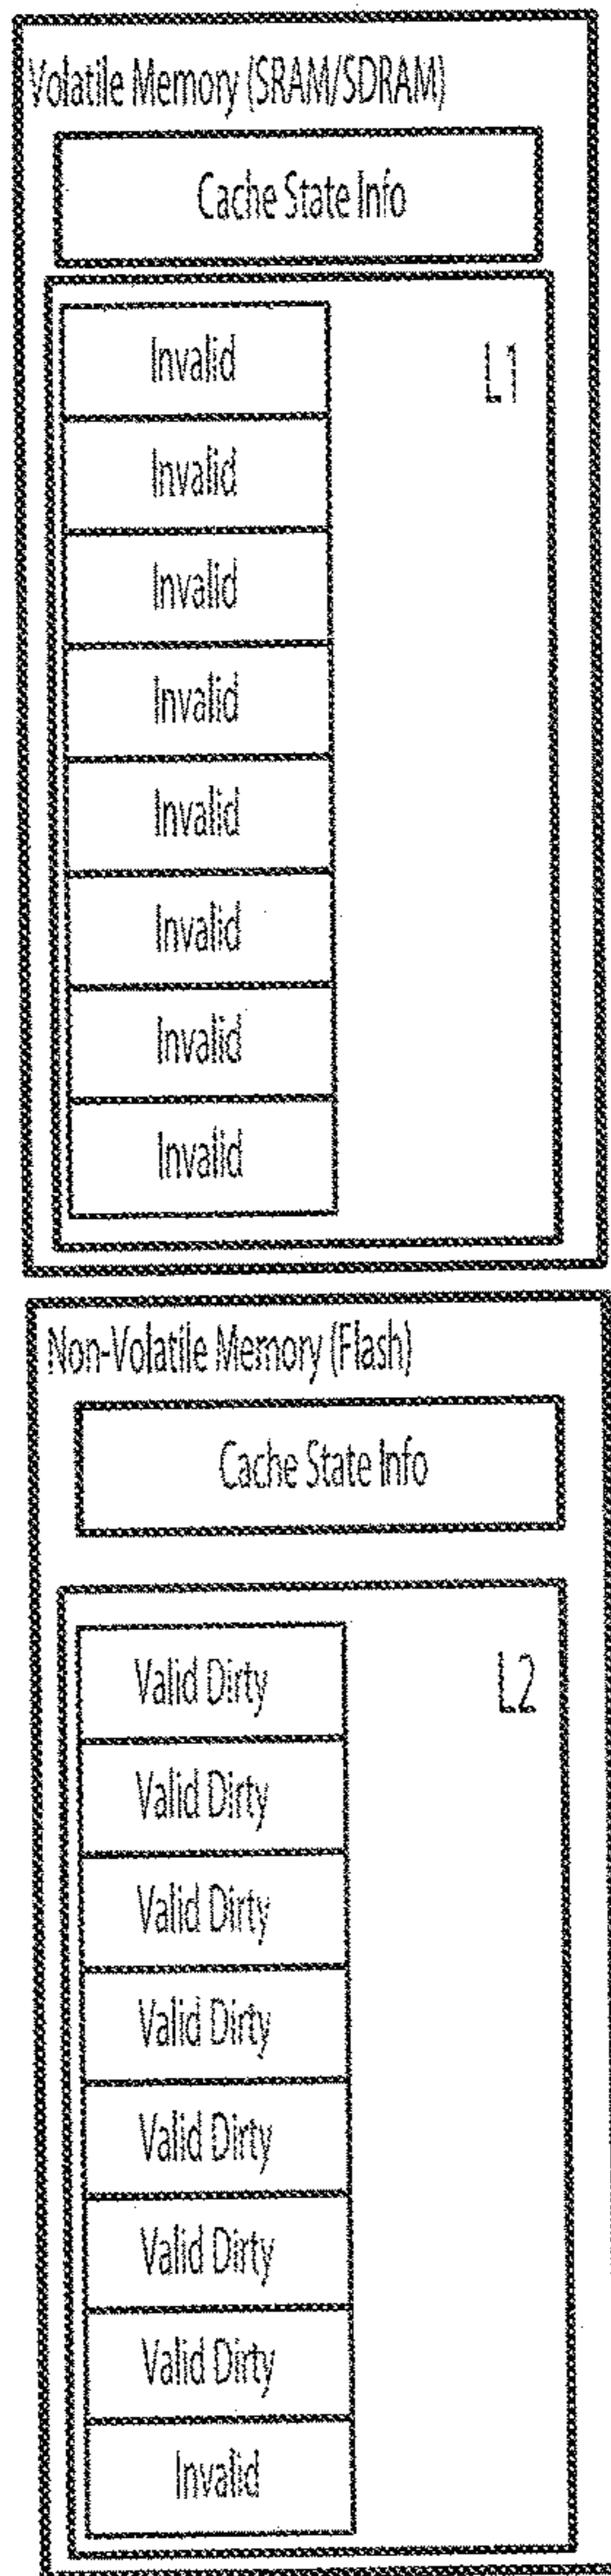 Volatile Memory (SRAM/SDRAM)
Cache State Info
L1
Invalid
Invalid
Invalid
Invalid
Invalid
Invalid
Invalid
Invalid
Non-Volatile Memory (Flash)
Cache State Info
L2
Valid Dirty
Valid Dirty
Valid Dirty
Valid Dirty
Valid Dirty
Valid Dirty
Valid Dirty
Invalid